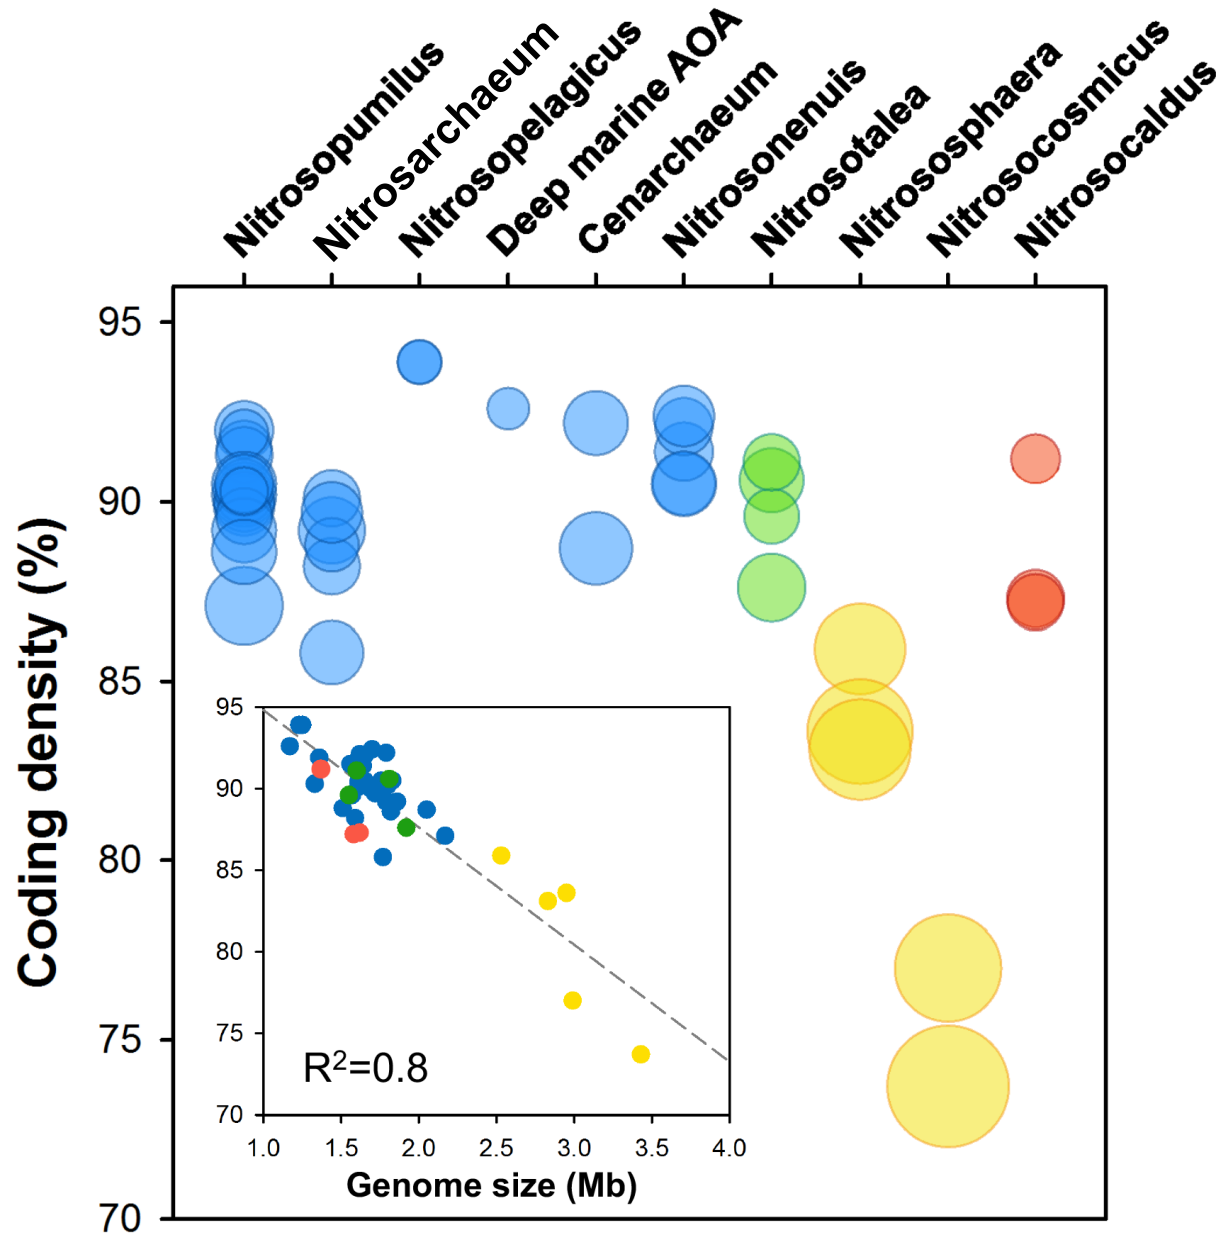 Nitrosopumilus
Nitrosarchaeum
Nitrosopelagicus
Deep marine AOA
Cenarchaeum
Nitrosonenuis
Nitrosotalea
Nitrososphaera
Nitrosocosmicus
Nitrosocaldus
Coding density (%)
95
90
85
80
75
70
95
90
85
80
75
70
R²=0.8
1.0 1.5 2.0 2.5 3.0 3.5 4.0
Genome size (Mb)